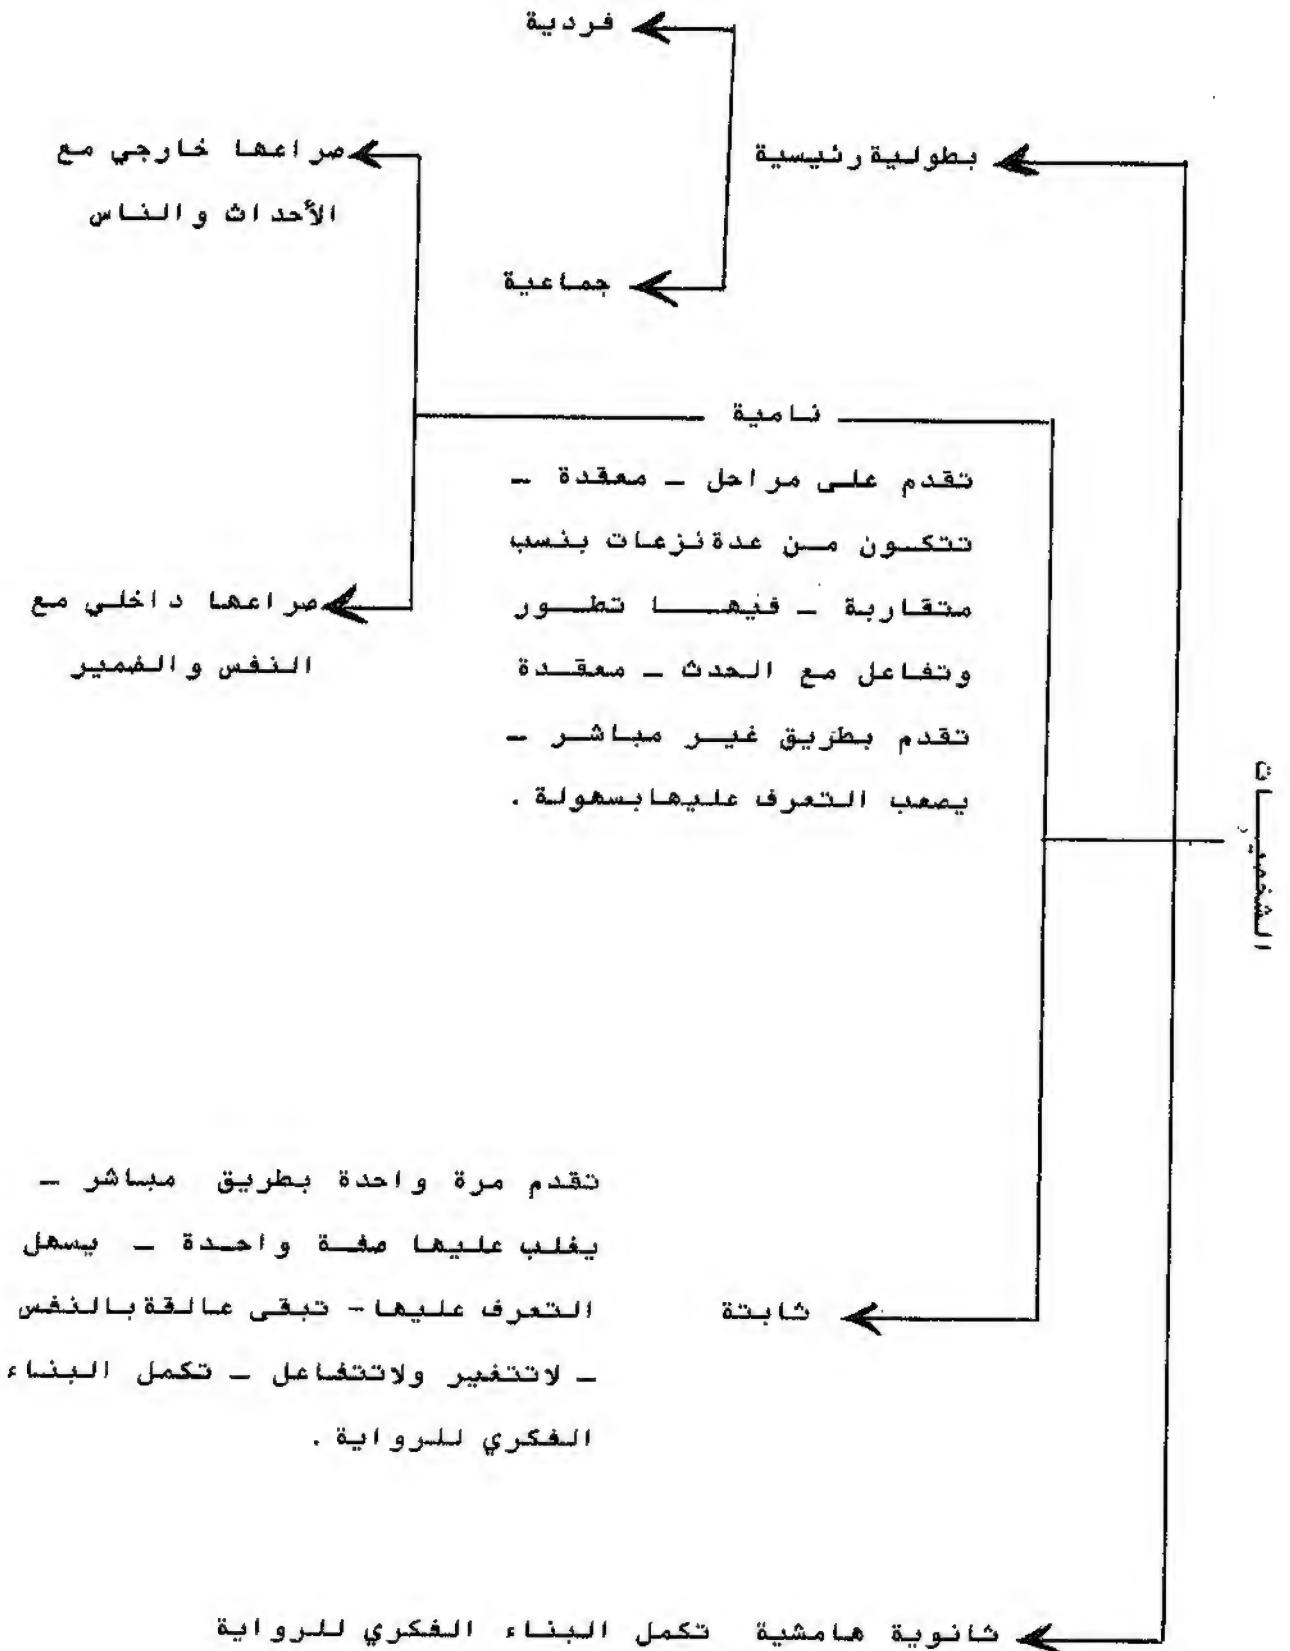 فردية
بطولية رئيسية
صراعها خارجي مع
الأحداث والناس
جماعية
نامية
تقدم على مراحل – معقدة –
تتكون من عدة نزعات بنسب
متقاربة – فيها تطور
وتفاعل مع الحدث – معقدة
تقدم بطريق غير مباشر –
يصعب التعرف عليها بسهولة .
صراعها داخلي مع
النفس والضمير
الشخصيات
تقدم مرة واحدة بطريق مباشر –
يغلب عليها صفة واحدة – يسهل
التعرف عليها – تبقى عالقة بالنفس
– لاتتغير ولاتتفاعل – تكمل البناء
الفكري للرواية .
ثابتة
ثانوية هامشية تكمل البناء الفكري للرواية